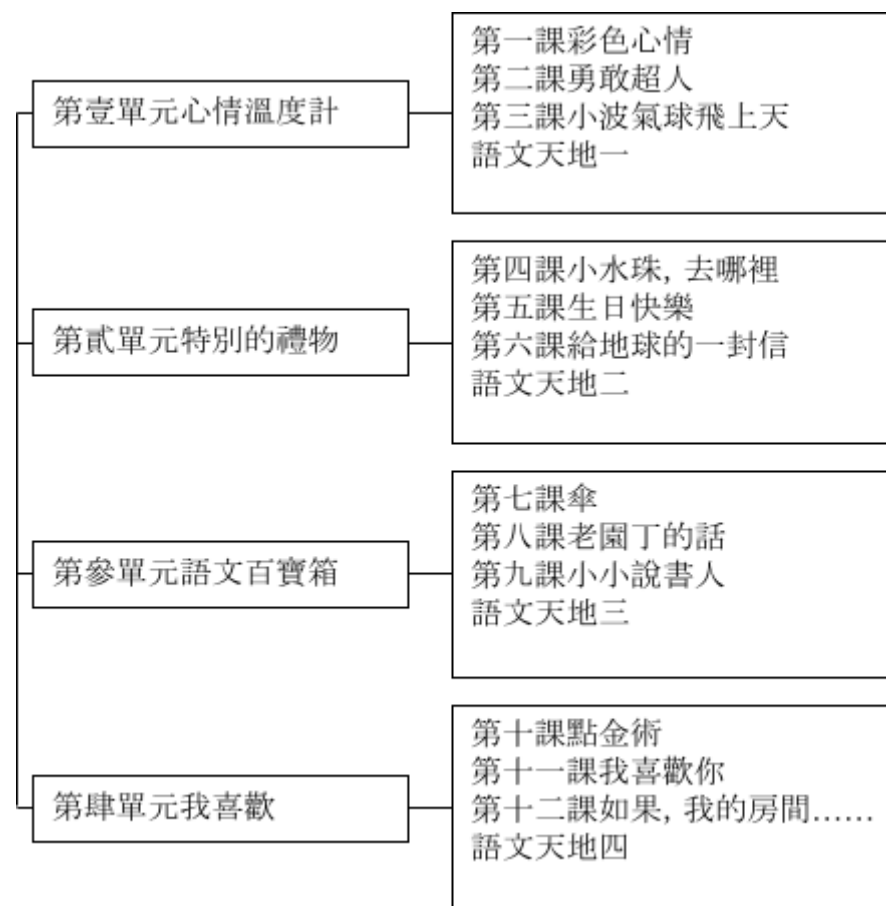 第壹單元心情溫度計
第一課彩色心情
第二課勇敢超人
第三課小波氣球飛上天
語文天地一
第貳單元特別的禮物
第四課小水珠, 去哪裡
第五課生日快樂
第六課給地球的一封信
語文天地二
第參單元語文百寶箱
第七課傘
第八課老園丁的話
第九課小小說書人
語文天地三
第肆單元我喜歡
第十課點金術
第十一課我喜歡你
第十二課如果, 我的房間……
語文天地四